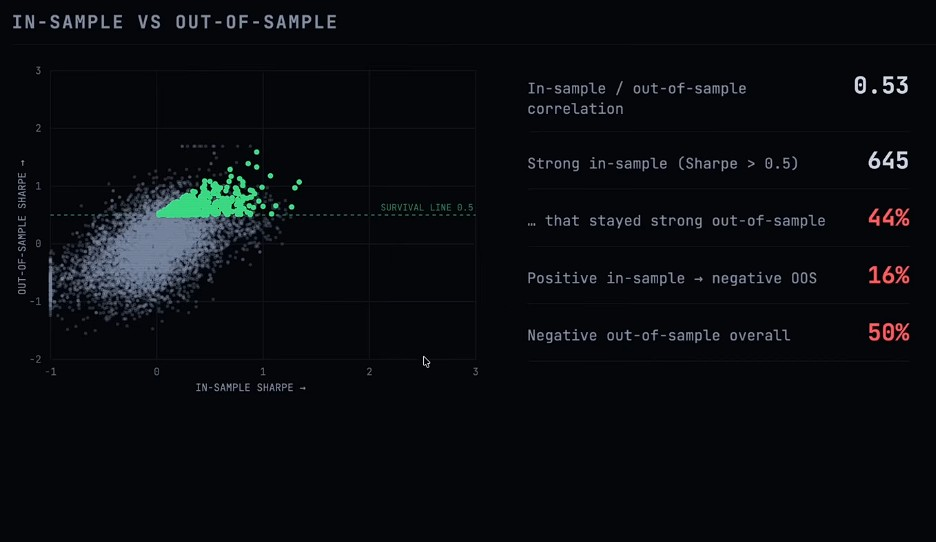 IN-SAMPLE VS OUT-OF-SAMPLE
3
2
1
0
-1
-2
OUT-OF-SAMPLE SHARPE →
SURVIVAL LINE 0.5
-1 0 1 2 3
IN-SAMPLE SHARPE →
In-sample / out-of-sample
correlation
0.53
Strong in-sample (Sharpe > 0.5) 645
… that stayed strong out-of-sample 44%
Positive in-sample → negative OOS 16%
Negative out-of-sample overall 50%